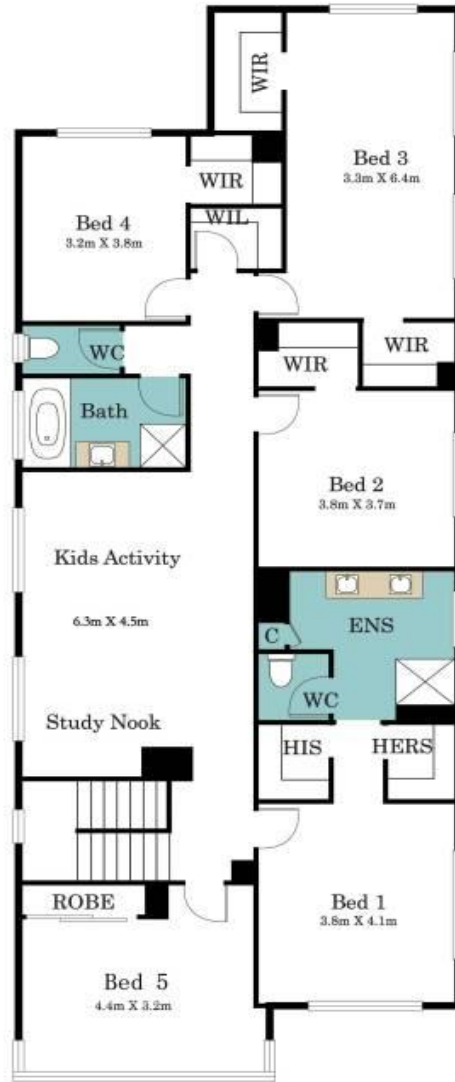 WIR
Bed 3
3.3m X 6.4m
WIR
Bed 4
3.2m X 3.8m
WIL
WC
WIR
WIR
Bath
Bed 2
3.8m X 3.7m
Kids Activity
6.3m X 4.5m
C
ENS
WC
Study Nook
HIS
HERS
ROBE
Bed 1
3.8m X 4.1m
Bed 5
4.4m X 3.2m